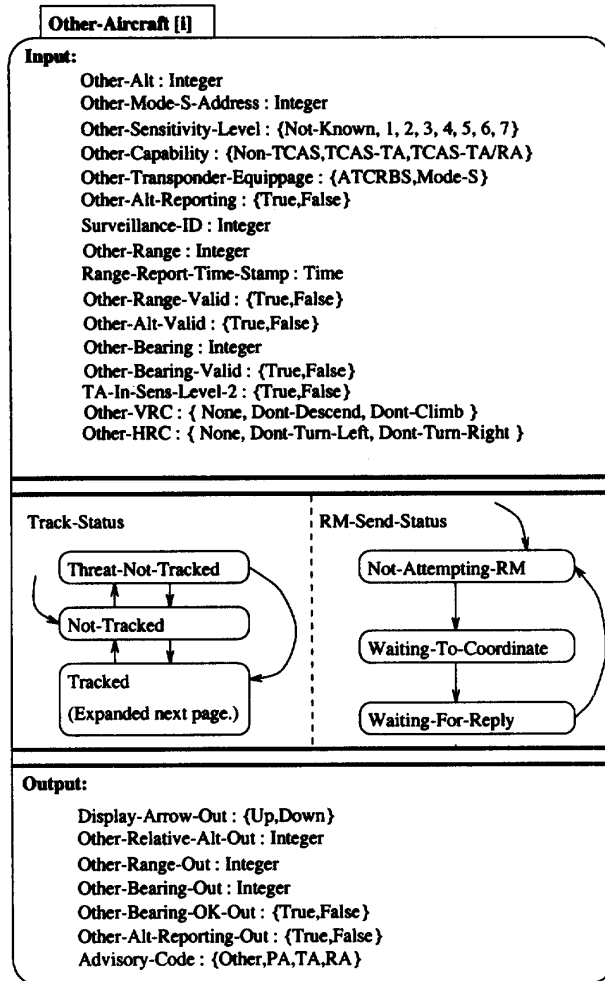 Other-Aircraft [i]
Input:
Other-Alt : Integer
Other-Mode-S-Address : Integer
Other-Sensitivity-Level : {Not-Known, 1, 2, 3, 4, 5, 6, 7}
Other-Capability : {Non-TCAS,TCAS-TA,TCAS-TA/RA}
Other-Transponder-Equippage : {ATCRBS,Mode-S}
Other-Alt-Reporting : {True,False}
Surveillance-ID : Integer
Other-Range : Integer
Range-Report-Time-Stamp : Time
Other-Range-Valid : {True,False}
Other-Alt-Valid : {True,False}
Other-Bearing : Integer
Other-Bearing-Valid : {True,False}
TA-In-Sens-Level-2 : {True,False}
Other-VRC : { None, Dont-Descend, Dont-Climb }
Other-HRC : { None, Dont-Turn-Left, Dont-Turn-Right }
Track-Status
Threat-Not-Tracked
Not-Tracked
Tracked
(Expanded next page.)
RM-Send-Status
Not-Attempting-RM
Waiting-To-Coordinate
Waiting-For-Reply
Output:
Display-Arrow-Out : {Up,Down}
Other-Relative-Alt-Out : Integer
Other-Range-Out : Integer
Other-Bearing-Out : Integer
Other-Bearing-OK-Out : {True,False}
Other-Alt-Reporting-Out : {True,False}
Advisory-Code : {Other,PA,TA,RA}